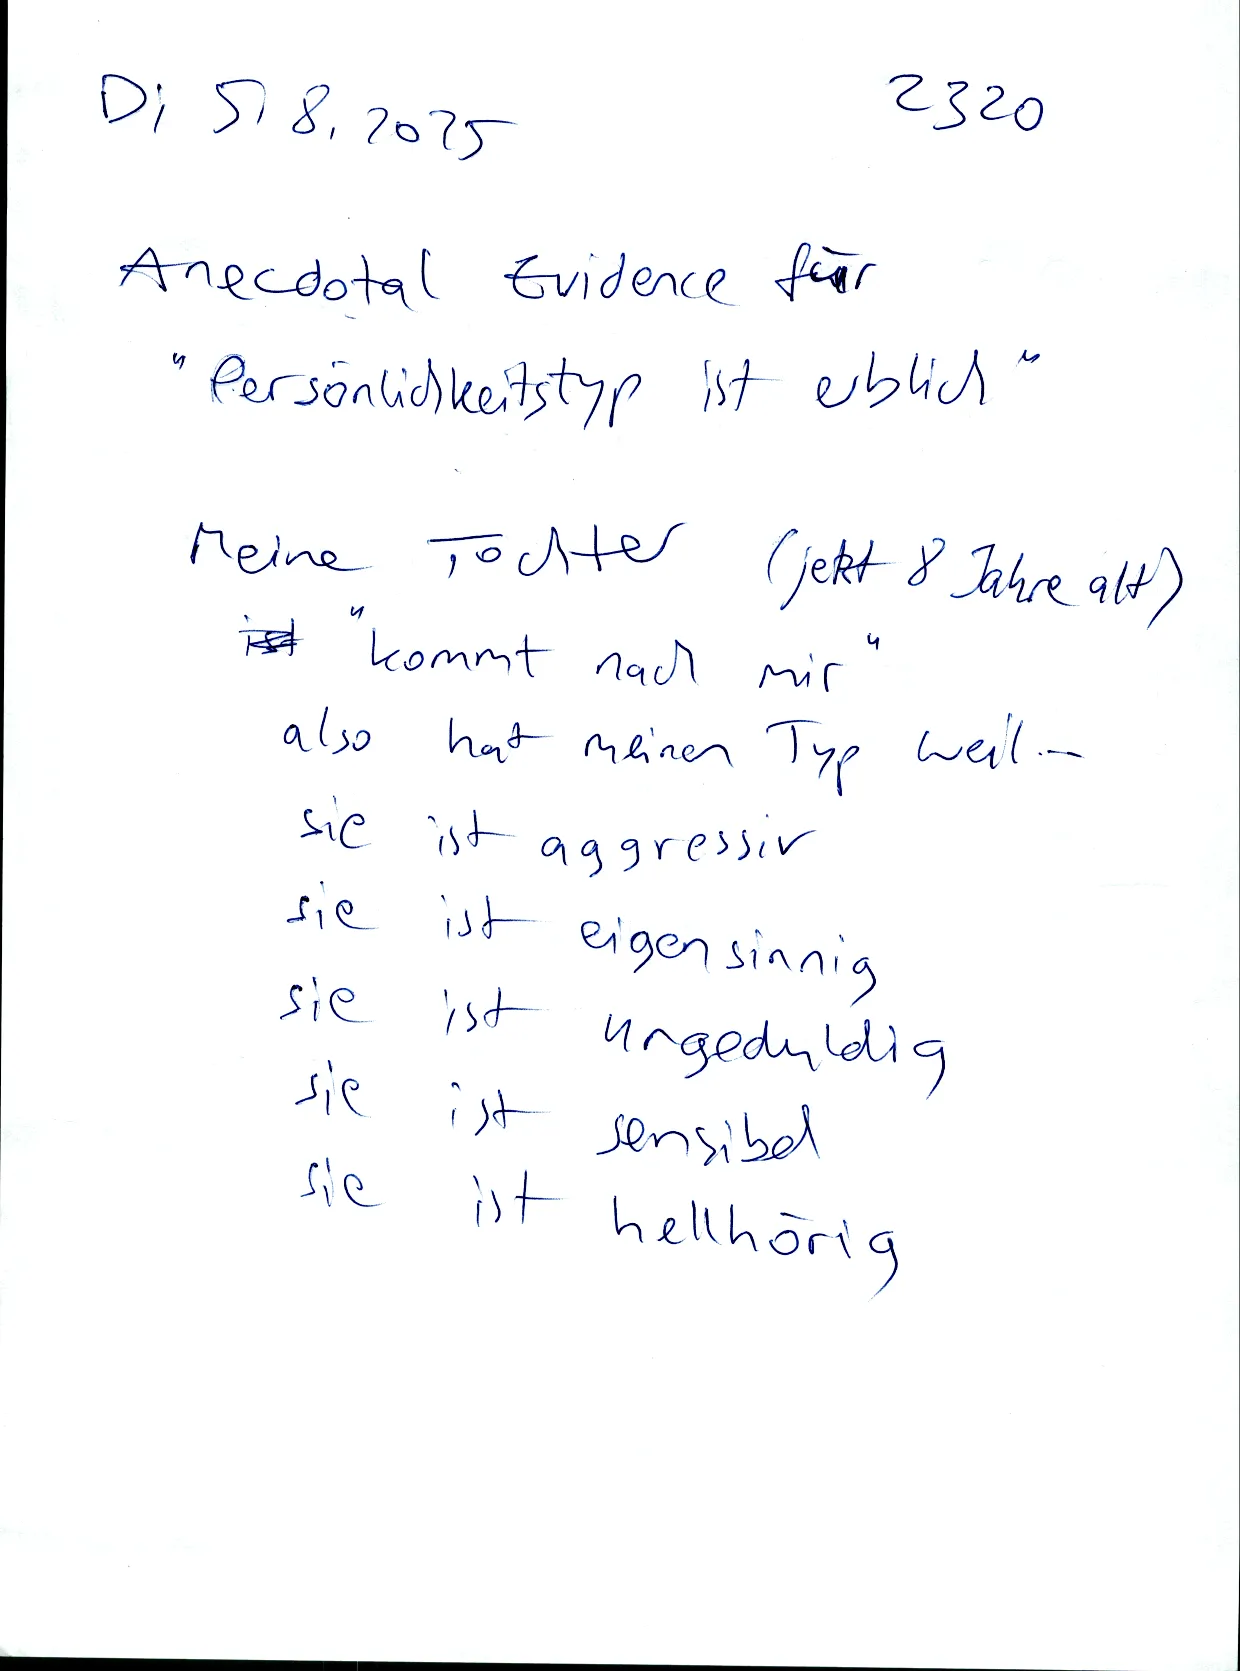 Di 5. 8. 2025 2320
Anecdotal Evidence für
"Persönlichkeitstyp ist erblich"
Meine Tochter (jetzt 8 Jahre alt)
ist "kommt nach mir"
also hat meinen Typ weil...
sie ist aggressiv
sie ist eigensinnig
sie ist ungeduldig
sie ist sensibel
sie ist hellhörig